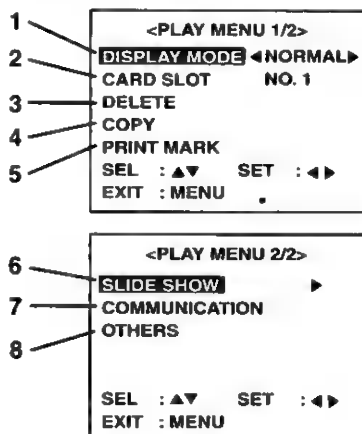 <PLAY MENU 1/2>
1 DISPLAY MODE ◀NORMAL▶
2 CARD SLOT NO. 1
3 DELETE
4 COPY
5 PRINT MARK
SEL : ▲▼ SET : ◀▶
EXIT : MENU
<PLAY MENU 2/2>
6 SLIDE SHOW ▶
7 COMMUNICATION
8 OTHERS
SEL : ▲▼ SET : ◀▶
EXIT : MENU